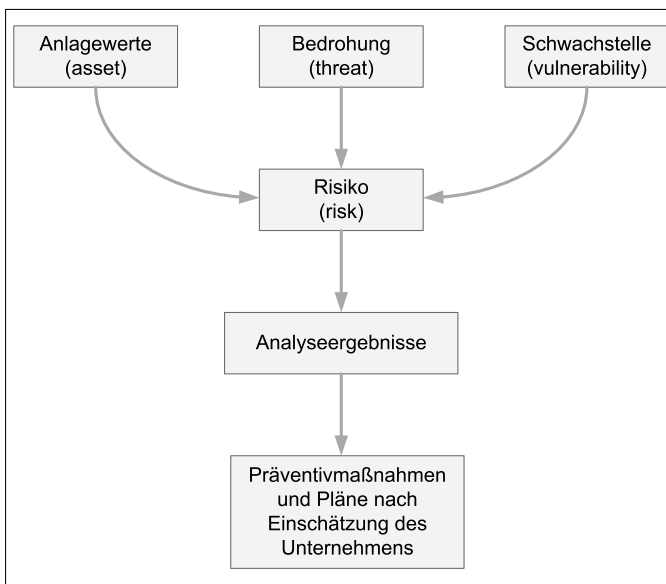 Anlagewerte
(asset)
Bedrohung
(threat)
Schwachstelle
(vulnerability)
Risiko
(risk)
Analyseergebnisse
Präventivmaßnahmen
und Pläne nach
Einschätzung des
Unternehmens